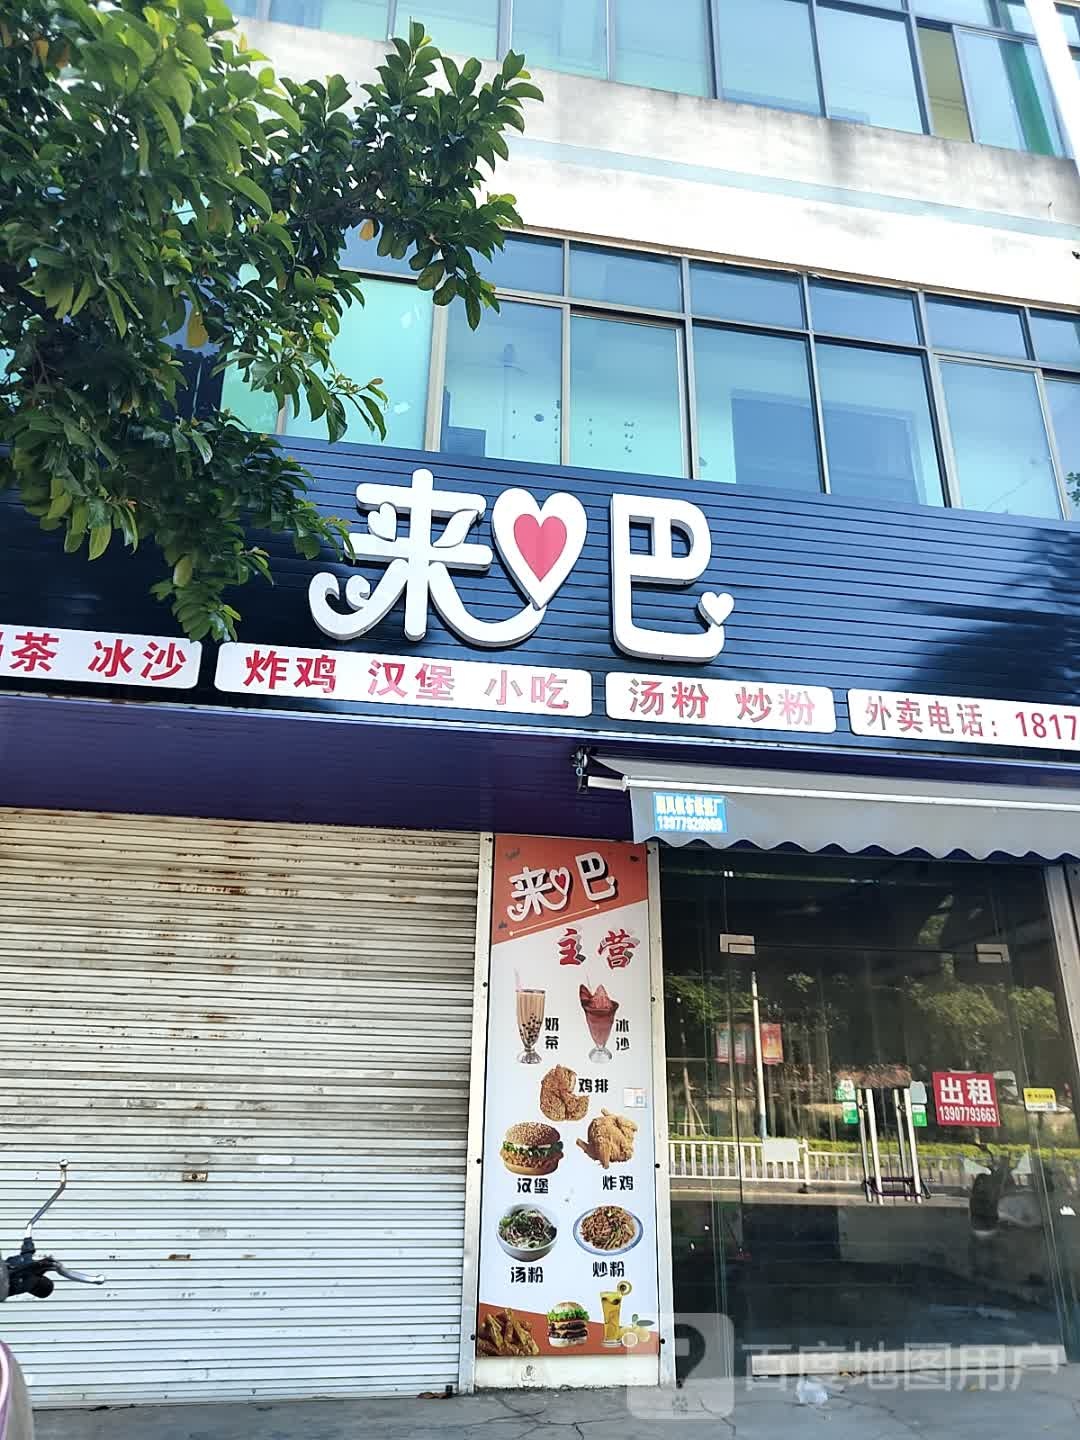 来吧
茶 冰沙
炸鸡 汉堡 小吃
汤粉 炒粉
外卖电话：1817
13977920969
来吧
主营
奶茶
冰沙
鸡排
汉堡
炸鸡
汤粉
炒粉
出租
13907793663
百度地图用户